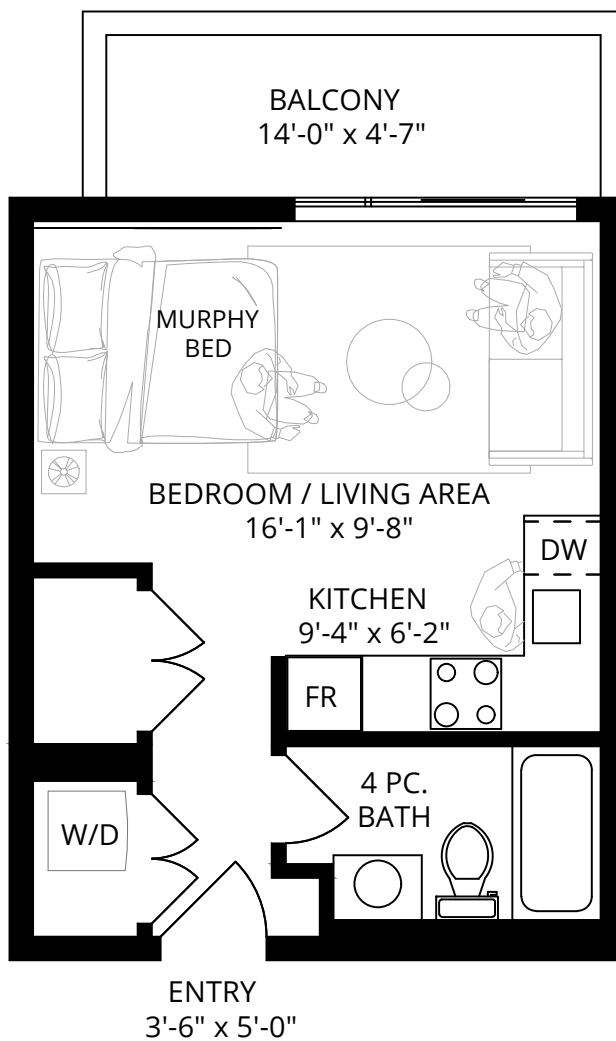 BALCONY
14'-0" x 4'-7"
MURPHY
BED
BEDROOM / LIVING AREA
16'-1" x 9'-8"
DW
KITCHEN
9'-4" x 6'-2"
FR
4 PC.
BATH
W/D
ENTRY
3'-6" x 5'-0"